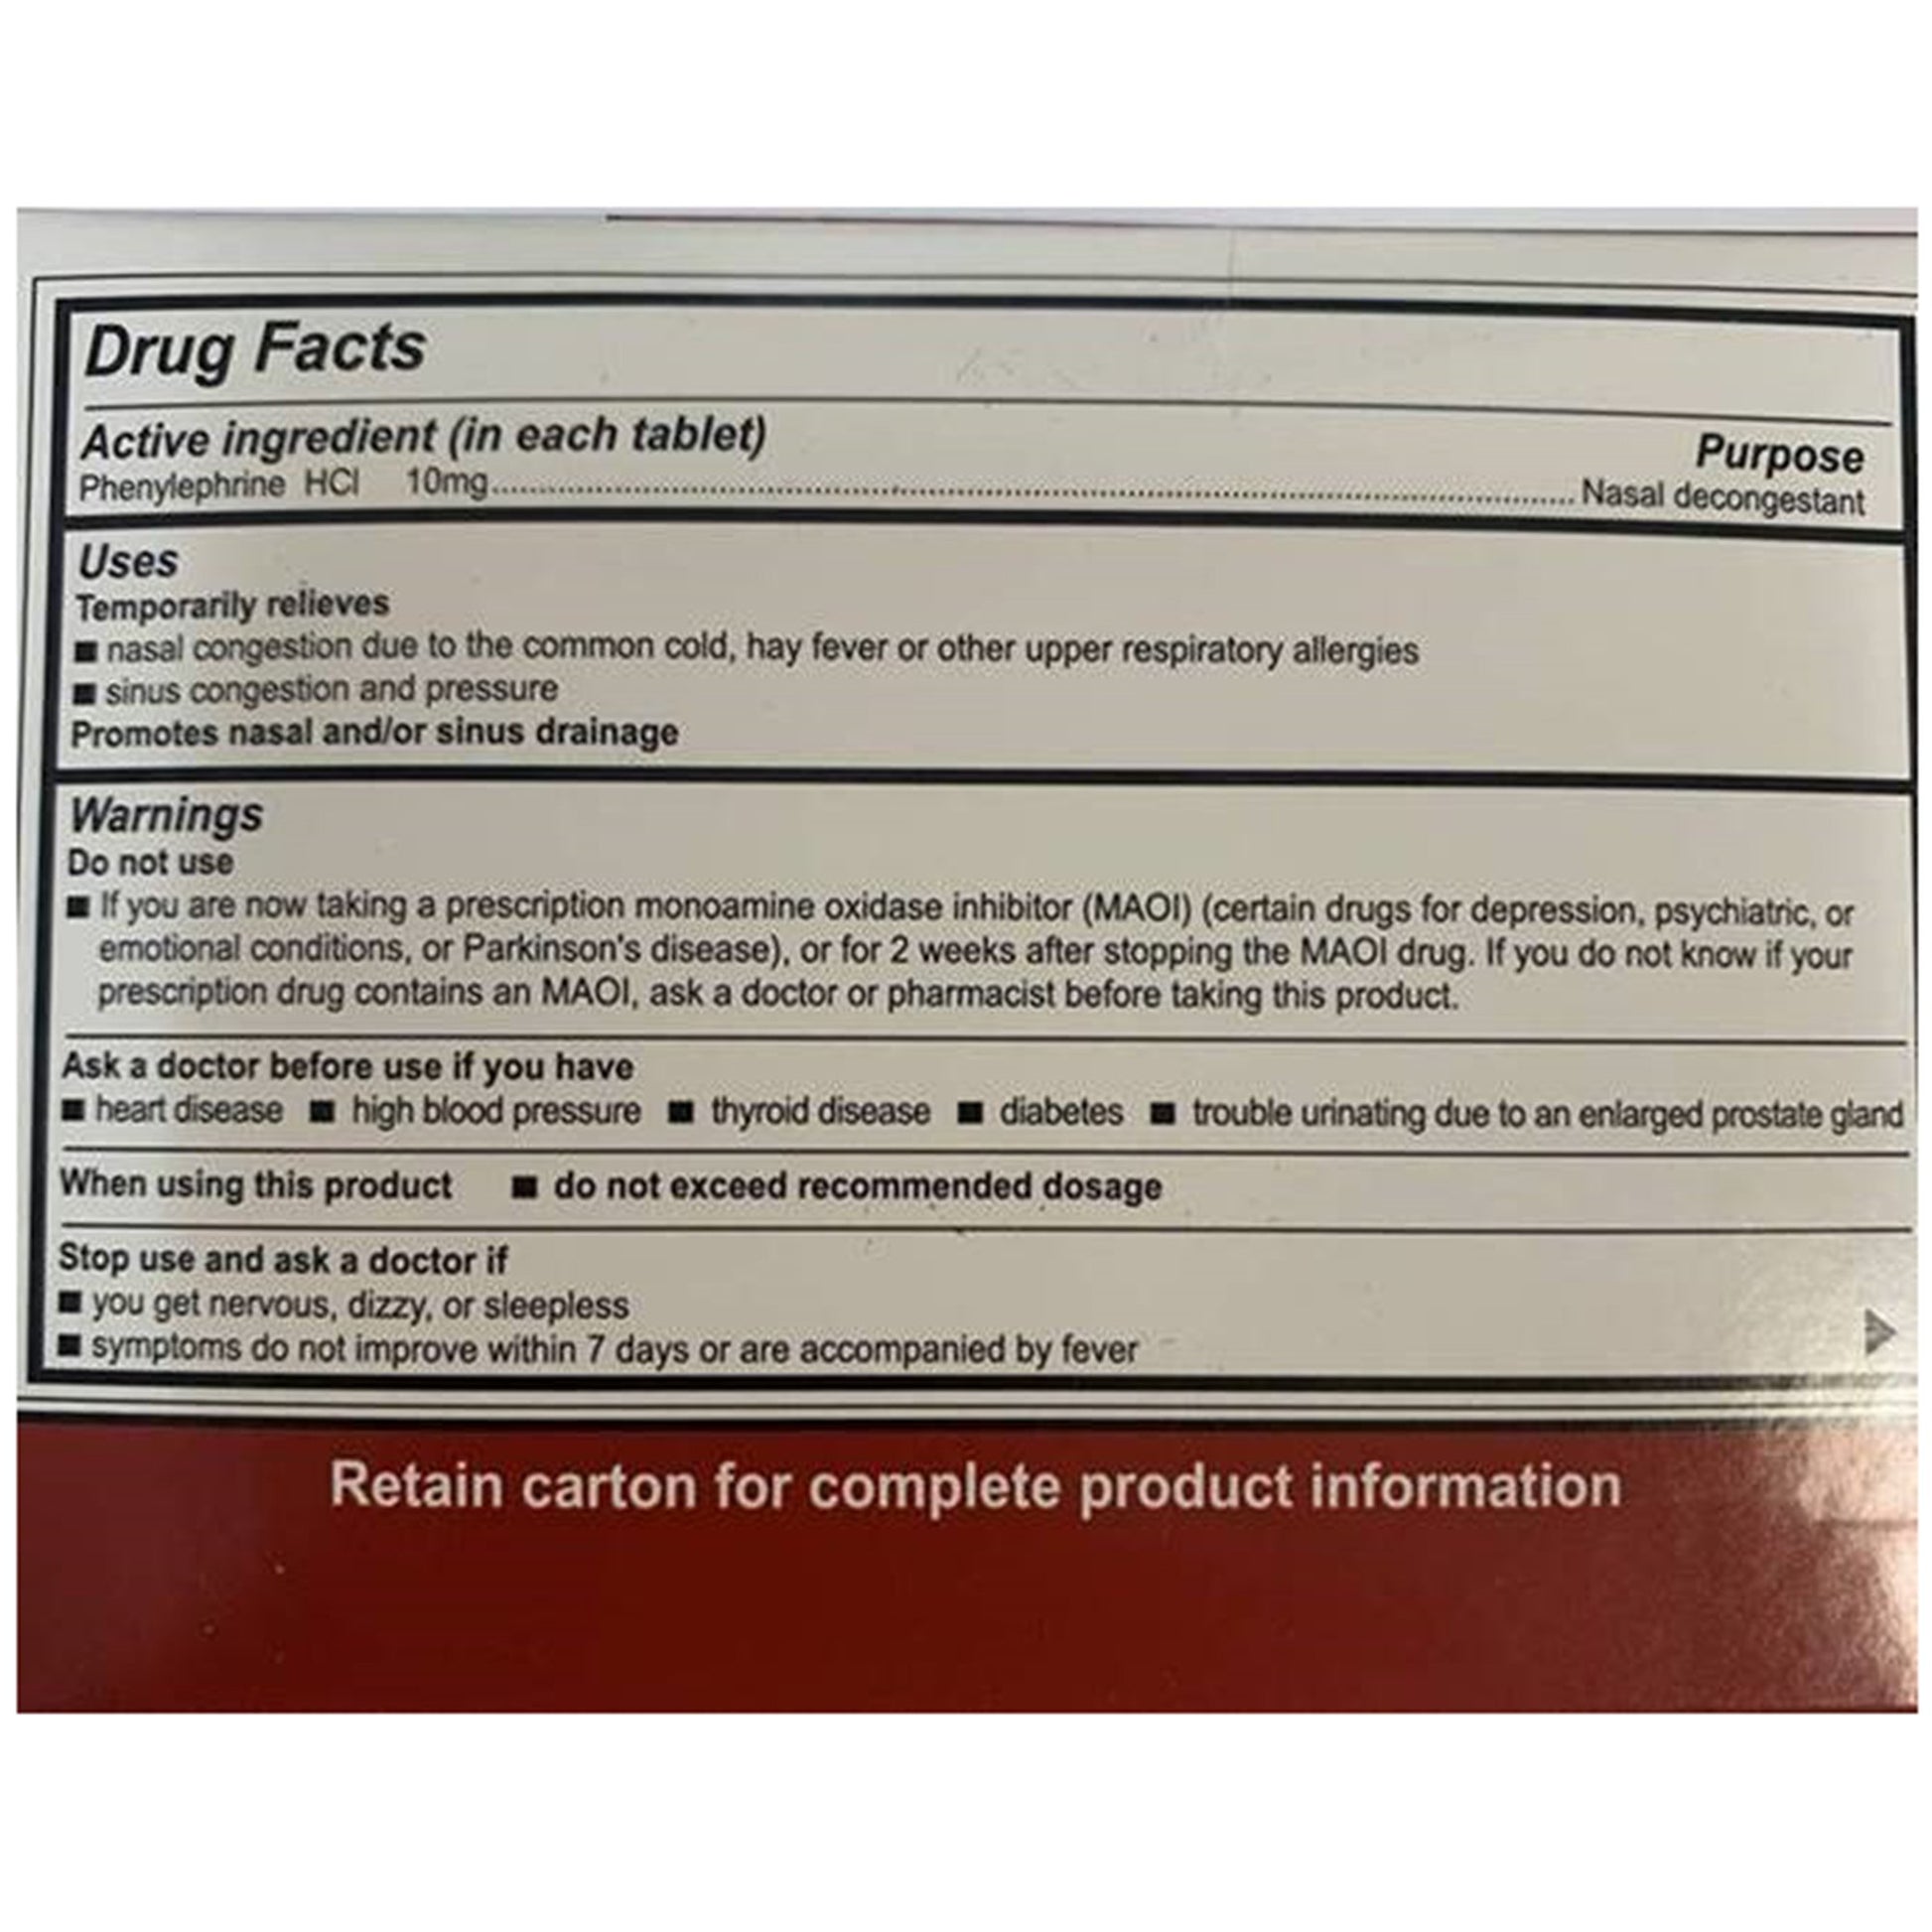 Drug Facts
Active ingredient (in each tablet) Purpose
Phenylephrine HCl 10mg........................................................Nasal decongestant
Uses
Temporarily relieves
■ nasal congestion due to the common cold, hay fever or other upper respiratory allergies
■ sinus congestion and pressure
Promotes nasal and/or sinus drainage
Warnings
Do not use
■ If you are now taking a prescription monoamine oxidase inhibitor (MAOI) (certain drugs for depression, psychiatric, or
emotional conditions, or Parkinson's disease), or for 2 weeks after stopping the MAOI drug. If you do not know if your
prescription drug contains an MAOI, ask a doctor or pharmacist before taking this product.
Ask a doctor before use if you have
■ heart disease ■ high blood pressure ■ thyroid disease ■ diabetes ■ trouble urinating due to an enlarged prostate gland
When using this product ■ do not exceed recommended dosage
Stop use and ask a doctor if
■ you get nervous, dizzy, or sleepless
■ symptoms do not improve within 7 days or are accompanied by fever
Retain carton for complete product information